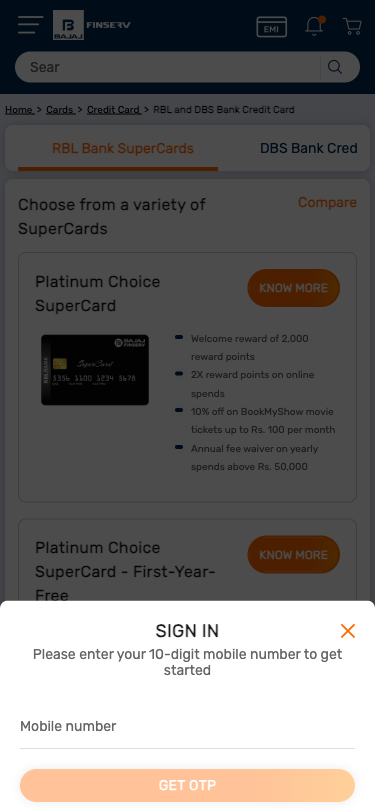 BAJAJ FINSERV
EMI
Sear
Home > Cards > Credit Card > RBL and DBS Bank Credit Card
RBL Bank SuperCards DBS Bank Cred
Choose from a variety of Compare
SuperCards
Platinum Choice KNOW MORE
SuperCard
BAJAJ
FINSERV
SuperCard
5356 1100 1234 5678
Welcome reward of 2,000
reward points
2X reward points on online
spends
10% off on BookMyShow movie
tickets up to Rs. 100 per month
Annual fee waiver on yearly
spends above Rs. 50,000
Platinum Choice KNOW MORE
SuperCard - First-Year-
Free
SIGN IN
Please enter your 10-digit mobile number to get
started
Mobile number
GET OTP